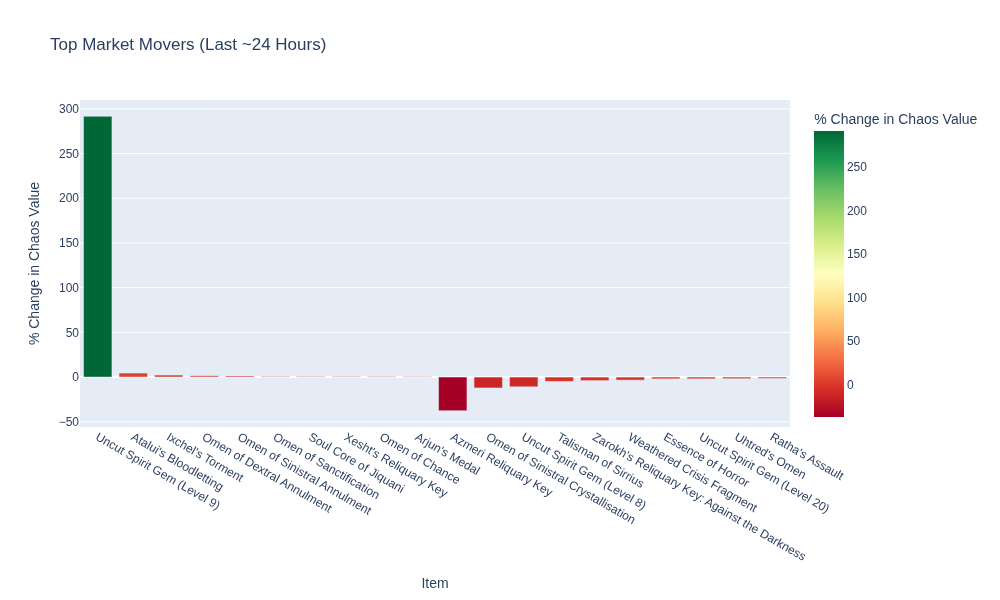 Top Market Movers (Last ~24 Hours)
% Change in Chaos Value
300
250
200
150
100
50
0
−50
Uncut Spirit Gem (Level 9)
Atalui's Bloodletting
Ixchel's Torment
Omen of Dextral Annulment
Omen of Sinistral Annulment
Omen of Sanctification
Soul Core of Jiquani
Xesht's Reliquary Key
Omen of Chance
Arjun's Medal
Azmeri Reliquary Key
Omen of Sinistral Crystallisation
Uncut Spirit Gem (Level 8)
Talisman of Sirrius
Zarokh's Reliquary Key: Against the Darkness
Weathered Crisis Fragment
Essence of Horror
Uncut Spirit Gem (Level 20)
Uhtred's Omen
Ratha's Assault
Item
% Change in Chaos Value
250
200
150
100
50
0